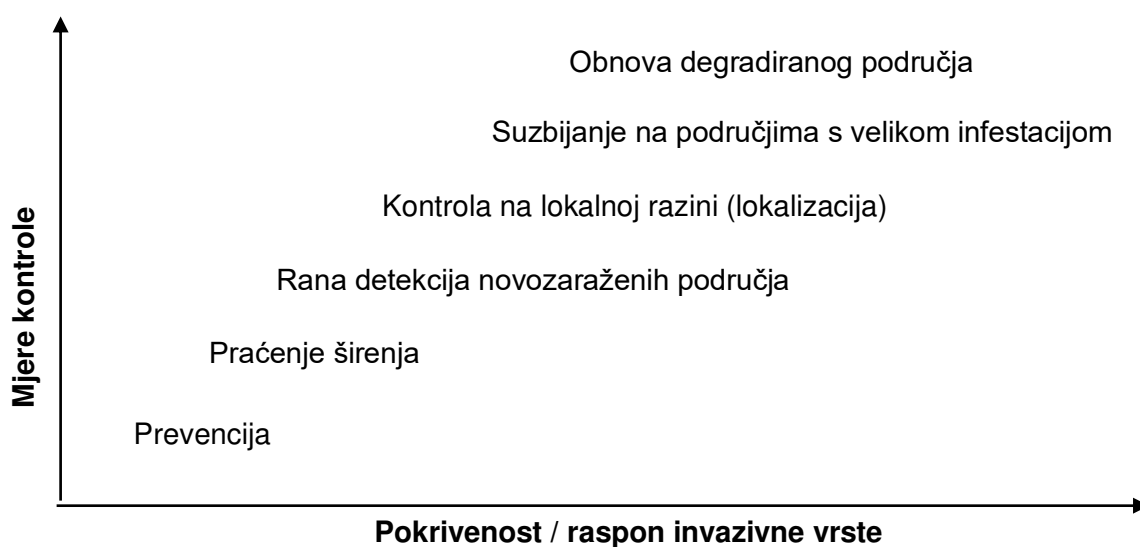 Obnova degradiranog područja
Suzbijanje na područjima s velikom infestacijom
Kontrola na lokalnoj razini (lokalizacija)
Rana detekcija novozaraženih područja
Praćenje širenja
Prevencija
Mjere kontrole
Pokrivenost / raspon invazivne vrste